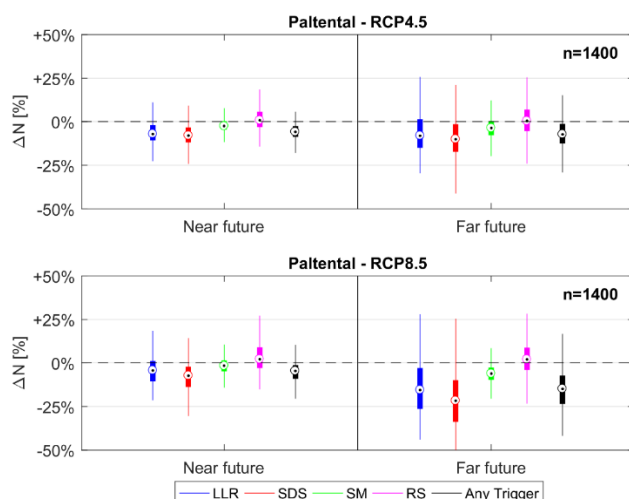 Paltental - RCP4.5
+50%
+25%
0%
-25%
-50%
ΔN [%]
n=1400
Near future
Far future
Paltental - RCP8.5
+50%
+25%
0%
-25%
-50%
ΔN [%]
n=1400
Near future
Far future
LLR SDS SM RS Any Trigger